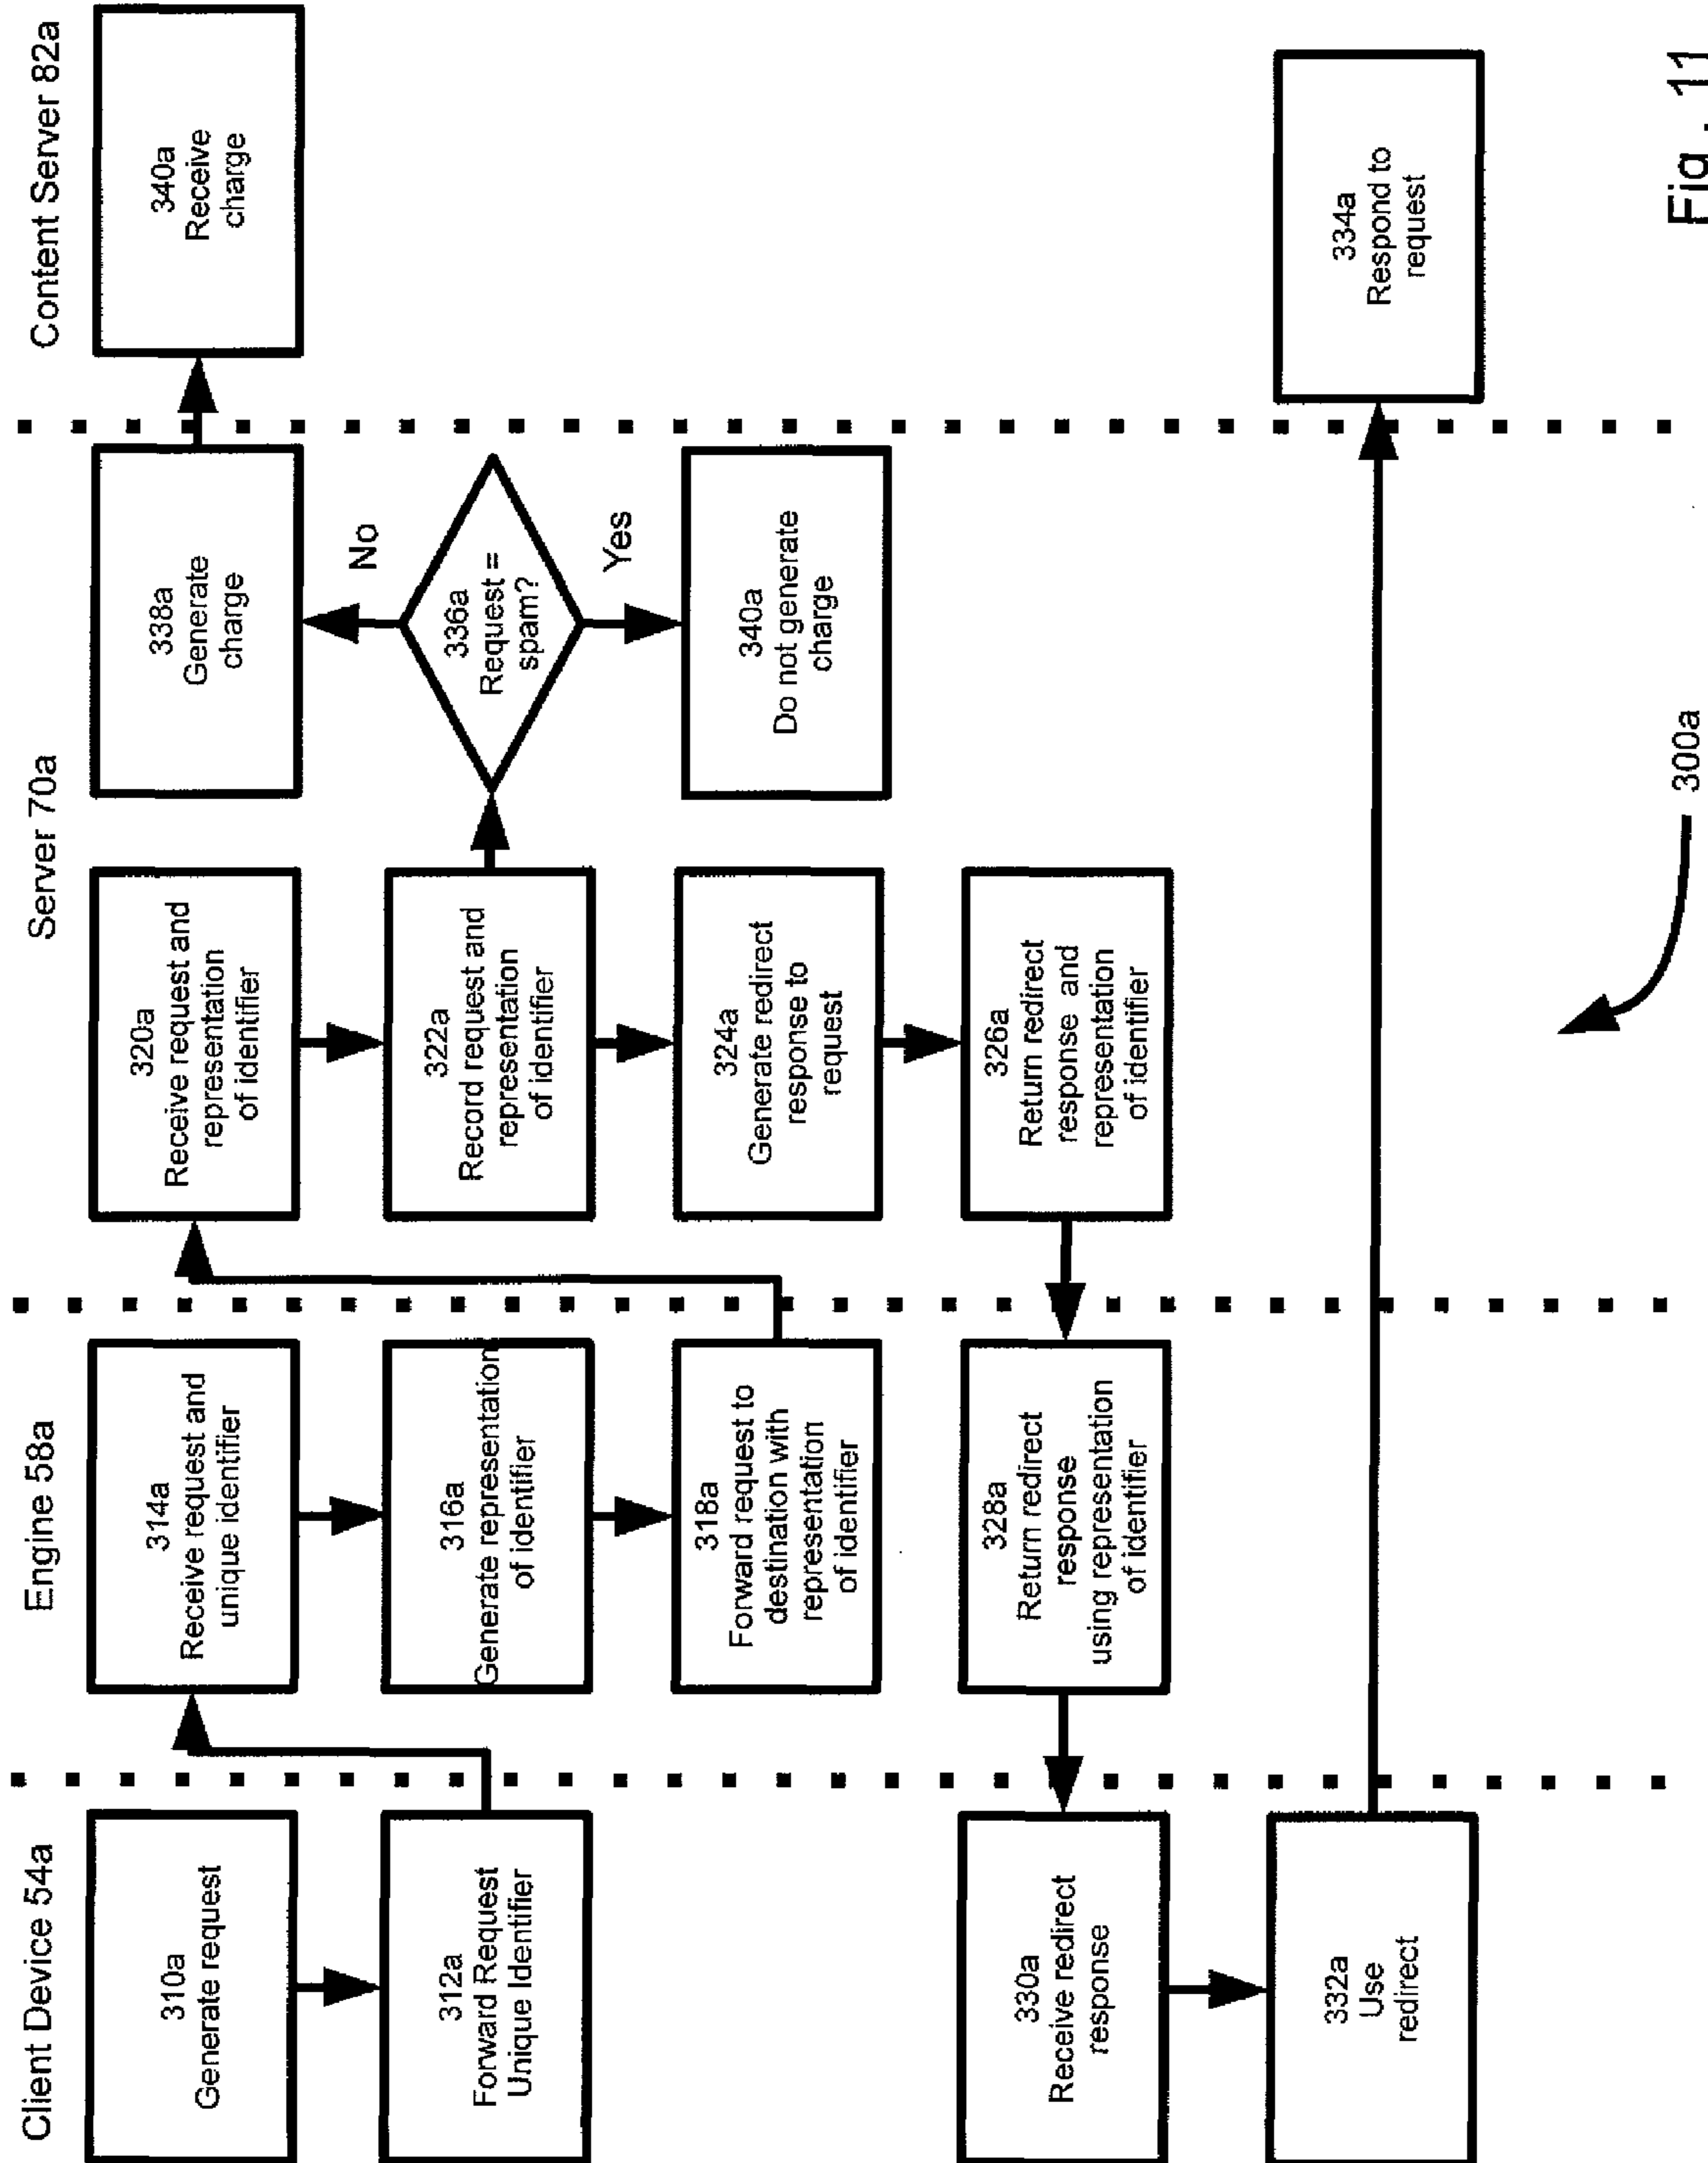 Client Device 54a
Engine 58a
Server 70a
Content Server 82a
310a
Generate request
312a
Forward Request
Unique Identifier
314a
Receive request and
unique identifier
316a
Generate representation
of identifier
318a
Forward request to
destination with
representation
of identifier
320a
Receive request and
representation
of identifier
322a
Record request and
representation
of identifier
324a
Generate redirect
response to
request
326a
Return redirect
response and
representation
of identifier
328a
Return redirect
response
using representation
of identifier
330a
Receive redirect
response
332a
Use
redirect
334a
Respond to
request
336a
Request =
spam?
No
Yes
338a
Generate
charge
340a
Do not generate
charge
340a
Receive
charge
300a
Fig. 11